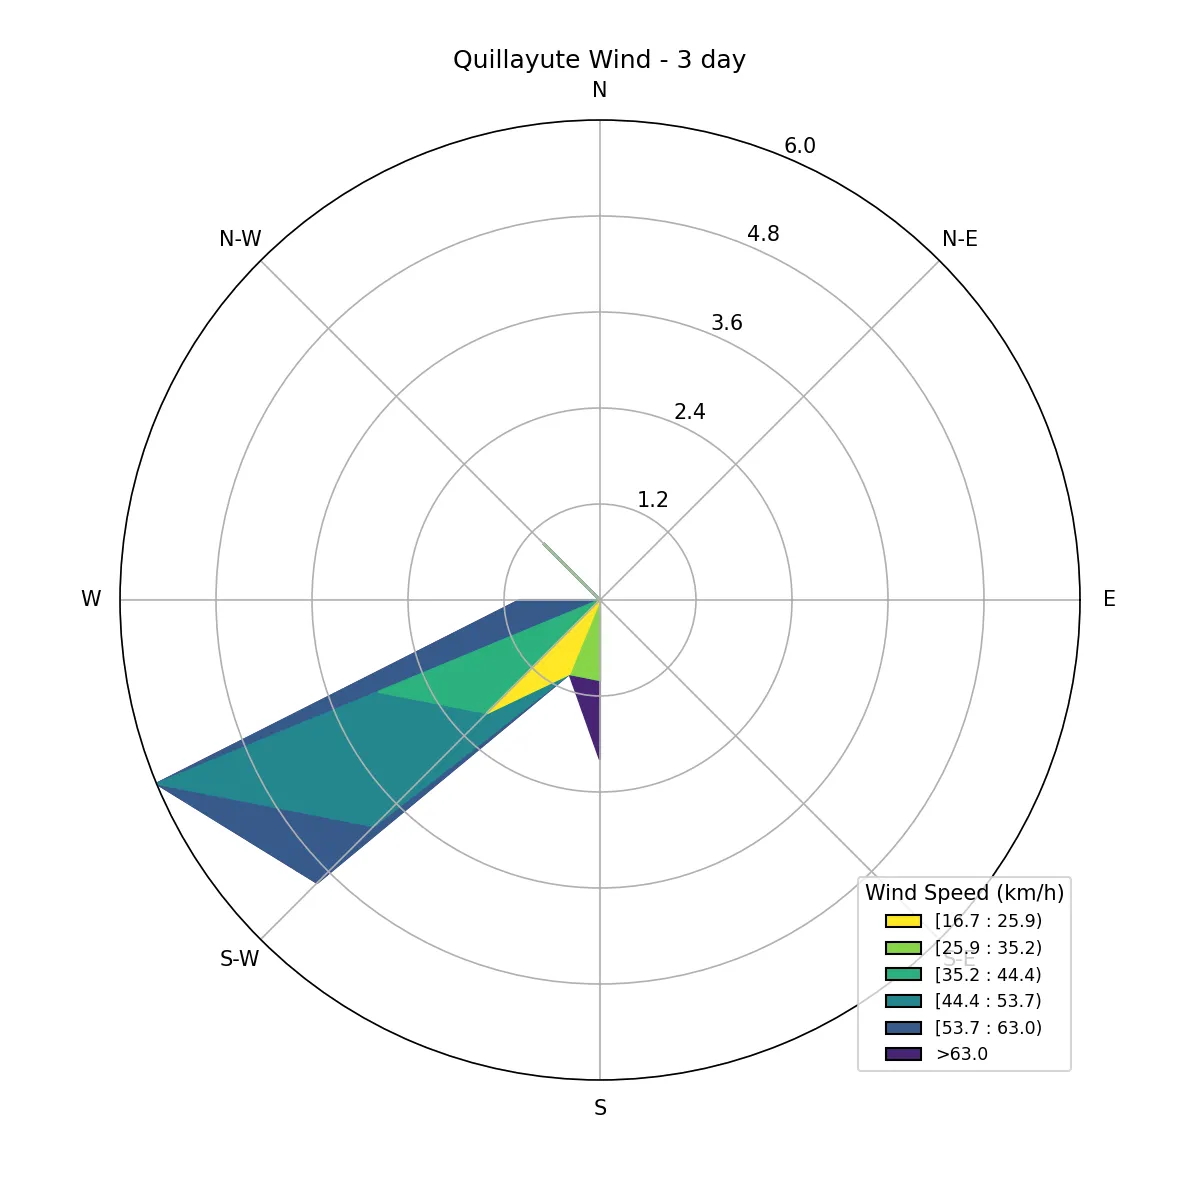 Quillayute Wind - 3 day
N
6.0
N-W
4.8
N-E
3.6
2.4
1.2
W
E
S-W
S-E
S
Wind Speed (km/h)
[16.7 : 25.9)
[25.9 : 35.2)
[35.2 : 44.4)
[44.4 : 53.7)
[53.7 : 63.0)
>63.0